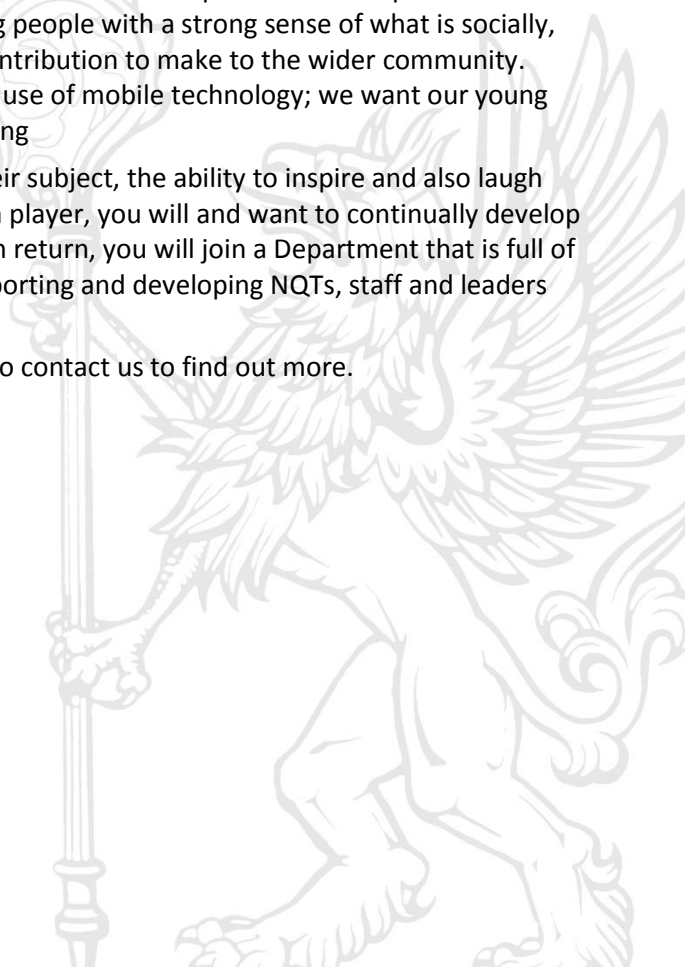 g people with a strong sense of what is socially,
ntribution to make to the wider community.
use of mobile technology; we want our young
ng
eir subject, the ability to inspire and also laugh
player, you will and want to continually develop
n return, you will join a Department that is full of
porting and developing NQTs, staff and leaders
o contact us to find out more.